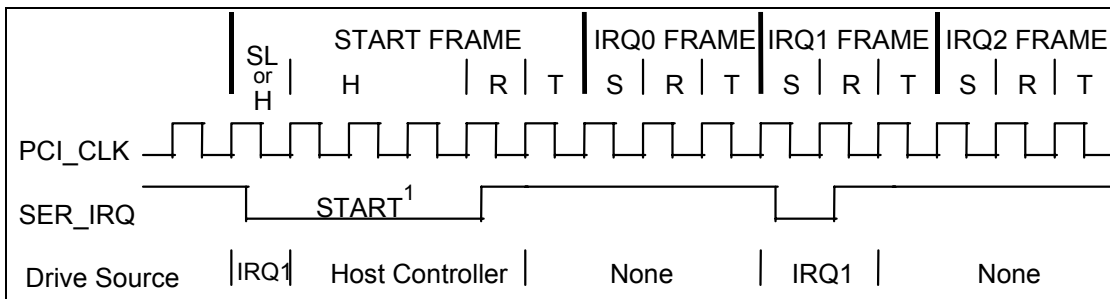 START FRAME IRQ0 FRAME IRQ1 FRAME IRQ2 FRAME
SL
or
H
H R T S R T S R T S R T
PCI_CLK
START1
SER_IRQ
Drive Source IRQ1 Host Controller None IRQ1 None